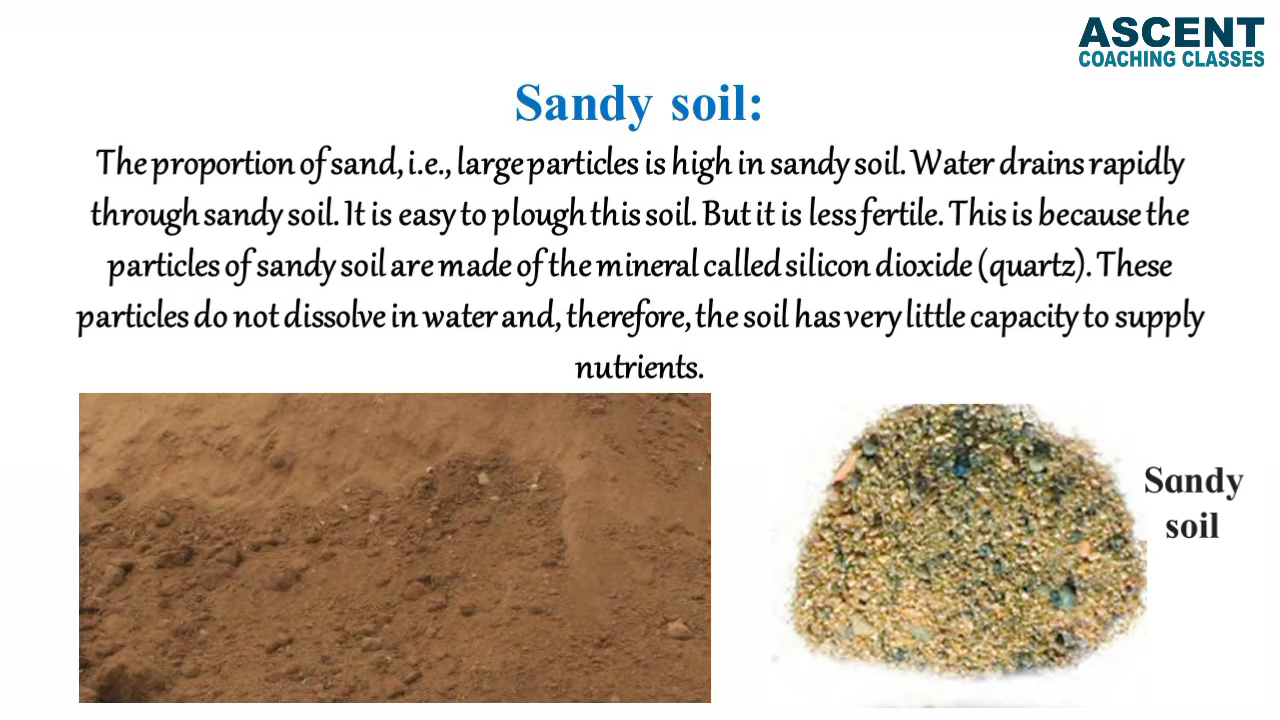 ASCENT
COACHING CLASSES
Sandy soil:
The proportion of sand, i.e., large particles is high in sandy soil. Water drains rapidly
through sandy soil. It is easy to plough this soil. But it is less fertile. This is because the
particles of sandy soil are made of the mineral called silicon dioxide (quartz). These
particles do not dissolve in water and, therefore, the soil has very little capacity to supply
nutrients.
Sandy
soil